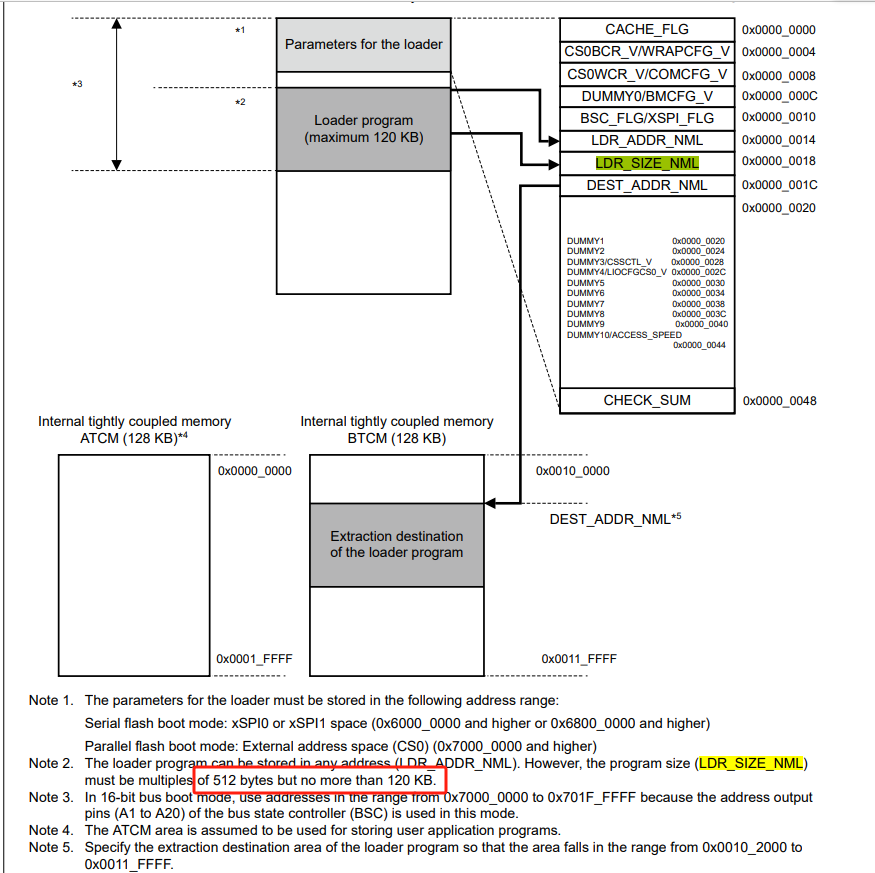 *1
Parameters for the loader
*3
*2
Loader program
(maximum 120 KB)
CACHE_FLG 0x0000_0000
CS0BCR_V/WRAPCFG_V 0x0000_0004
CS0WCR_V/COMCFG_V 0x0000_0008
DUMMY0/BMCFG_V 0x0000_000C
BSC_FLG/XSPI_FLG 0x0000_0010
LDR_ADDR_NML 0x0000_0014
LDR_SIZE_NML 0x0000_0018
DEST_ADDR_NML 0x0000_001C
0x0000_0020
DUMMY1 0x0000_0020
DUMMY2 0x0000_0024
DUMMY3/CSSCTL_V 0x0000_0028
DUMMY4/LIOCFGCS0_V 0x0000_002C
DUMMY5 0x0000_0030
DUMMY6 0x0000_0034
DUMMY7 0x0000_0038
DUMMY8 0x0000_003C
DUMMY9 0x0000_0040
DUMMY10/ACCESS_SPEED
0x0000_0044
CHECK_SUM 0x0000_0048
Internal tightly coupled memory
ATCM (128 KB)*4
0x0000_0000
0x0001_FFFF
Internal tightly coupled memory
BTCM (128 KB)
0x0010_0000
DEST_ADDR_NML*5
Extraction destination
of the loader program
0x0011_FFFF
Note 1. The parameters for the loader must be stored in the following address range:
Serial flash boot mode: xSPI0 or xSPI1 space (0x6000_0000 and higher or 0x6800_0000 and higher)
Parallel flash boot mode: External address space (CS0) (0x7000_0000 and higher)
Note 2. The loader program can be stored in any address (LDR_ADDR_NML). However, the program size (LDR_SIZE_NML)
must be multiples of 512 bytes but no more than 120 KB.
Note 3. In 16-bit bus boot mode, use addresses in the range from 0x7000_0000 to 0x701F_FFFF because the address output
pins (A1 to A20) of the bus state controller (BSC) is used in this mode.
Note 4. The ATCM area is assumed to be used for storing user application programs.
Note 5. Specify the extraction destination area of the loader program so that the area falls in the range from 0x0010_2000 to
0x0011_FFFF.